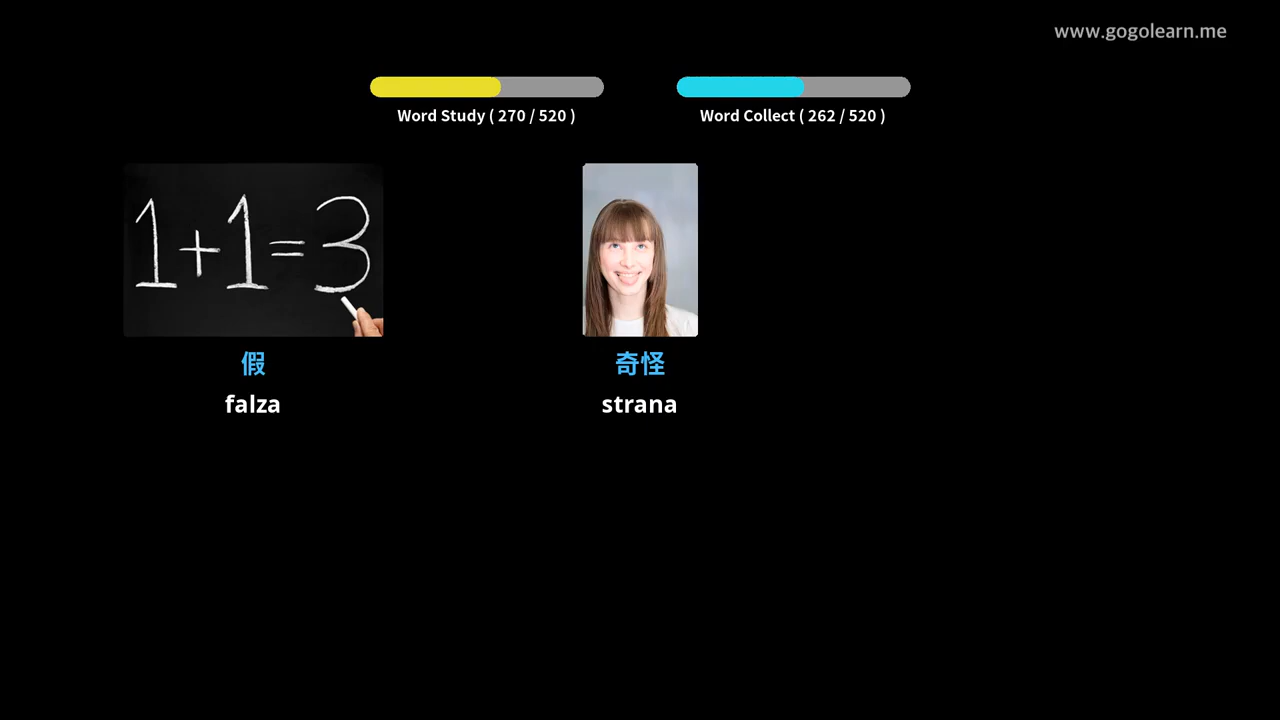 www.gogolearn.me
Word Study ( 270 / 520 )
Word Collect ( 262 / 520 )
1+1=3
假
奇怪
falza
strana